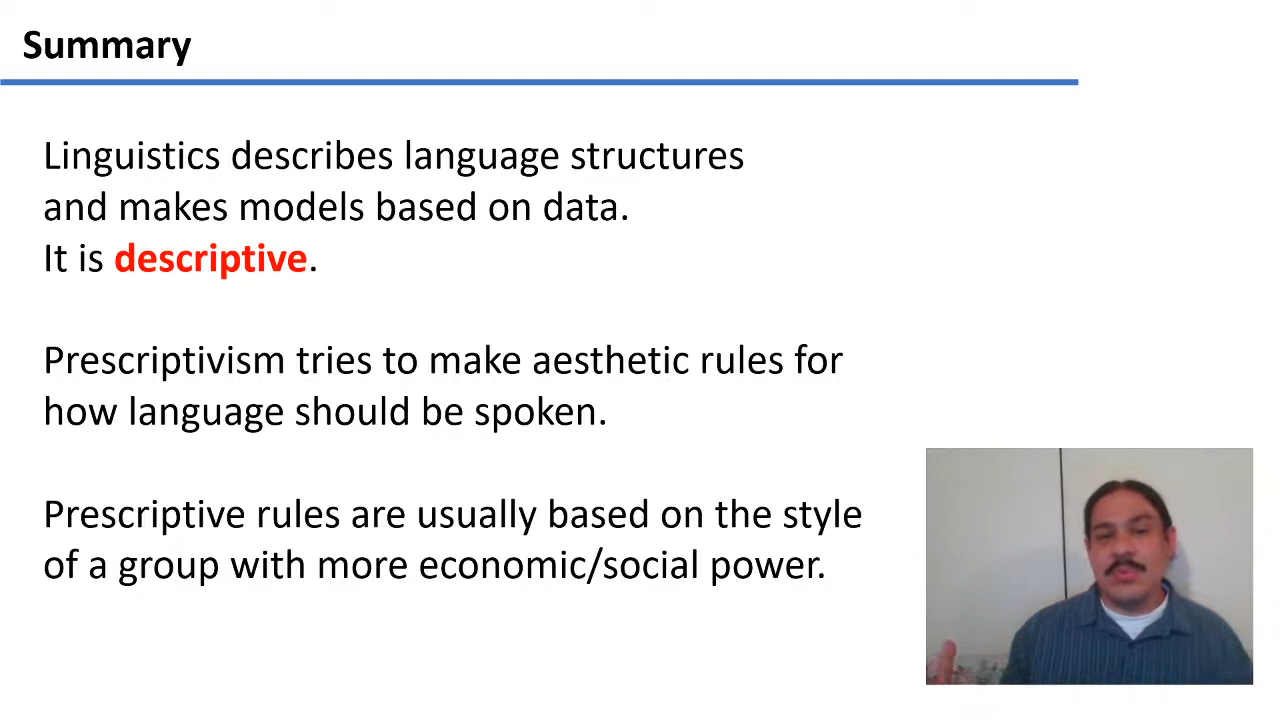 Summary
Linguistics describes language structures
and makes models based on data.
It is descriptive.
Prescriptivism tries to make aesthetic rules for
how language should be spoken.
Prescriptive rules are usually based on the style
of a group with more economic/social power.